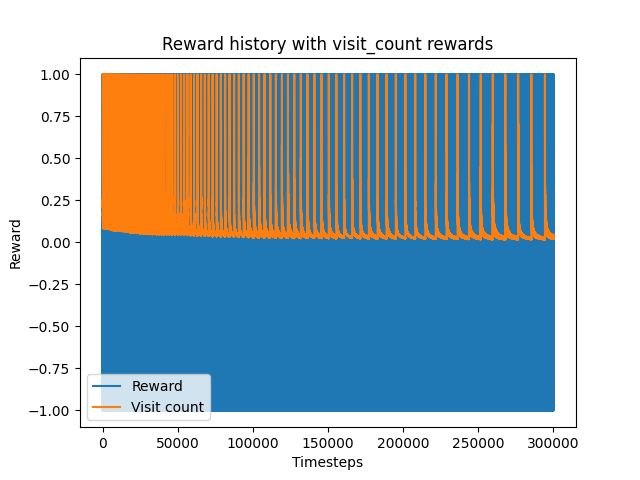 Reward history with visit_count rewards
1.00
0.75
0.50
0.25
0.00
−0.25
−0.50
−0.75
−1.00
Reward
Reward
Visit count
0 50000 100000 150000 200000 250000 300000
Timesteps